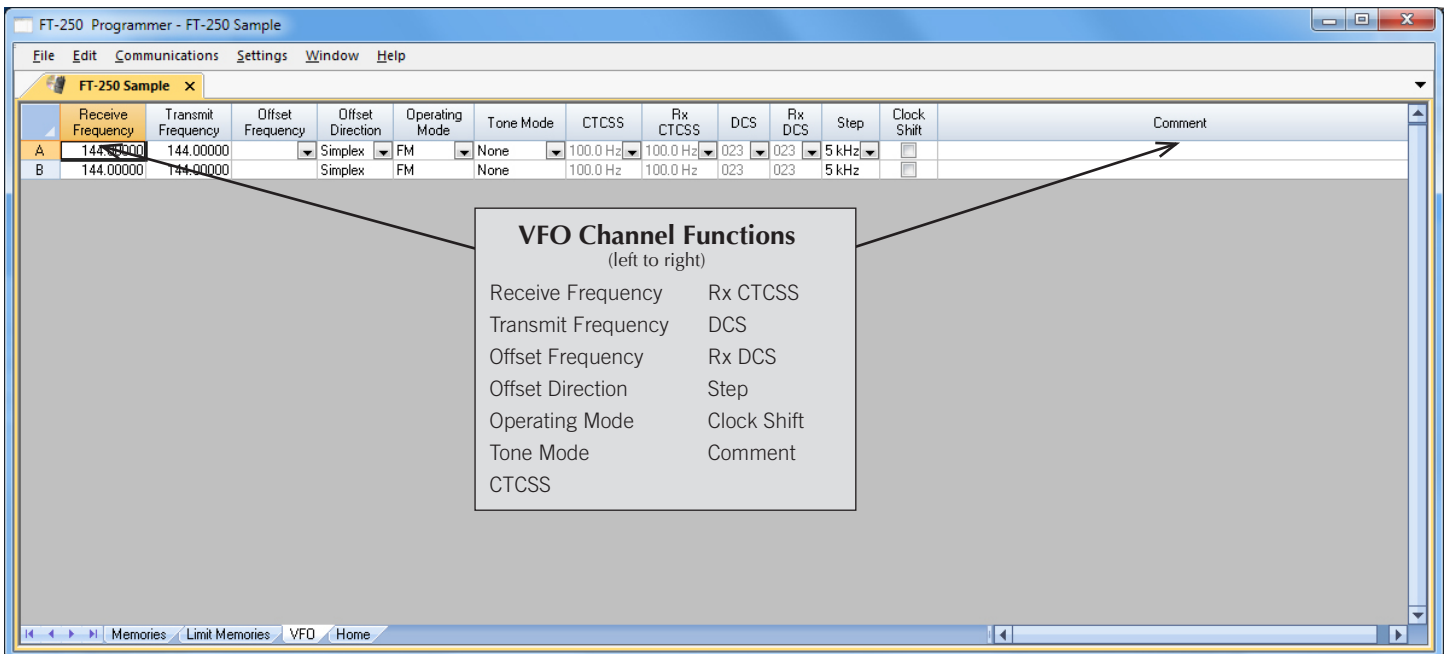 FT-250 Programmer - FT-250 Sample
File Edit Communications Settings Window Help
FT-250 Sample X
Receive Frequency Transmit Frequency Offset Frequency Offset Direction Operating Mode Tone Mode CTCSS Rx CTCSS DCS Rx DCS Step Clock Shift Comment
A 144.00000 144.00000 Simplex FM None 100.0 Hz 100.0 Hz 023 023 5 kHz
B 144.00000 144.00000 Simplex FM None 100.0 Hz 100.0 Hz 023 023 5 kHz
VFO Channel Functions
(left to right)
Receive Frequency Rx CTCSS
Transmit Frequency DCS
Offset Frequency Rx DCS
Offset Direction Step
Operating Mode Clock Shift
Tone Mode Comment
CTCSS
Memories Limit Memories VFO Home